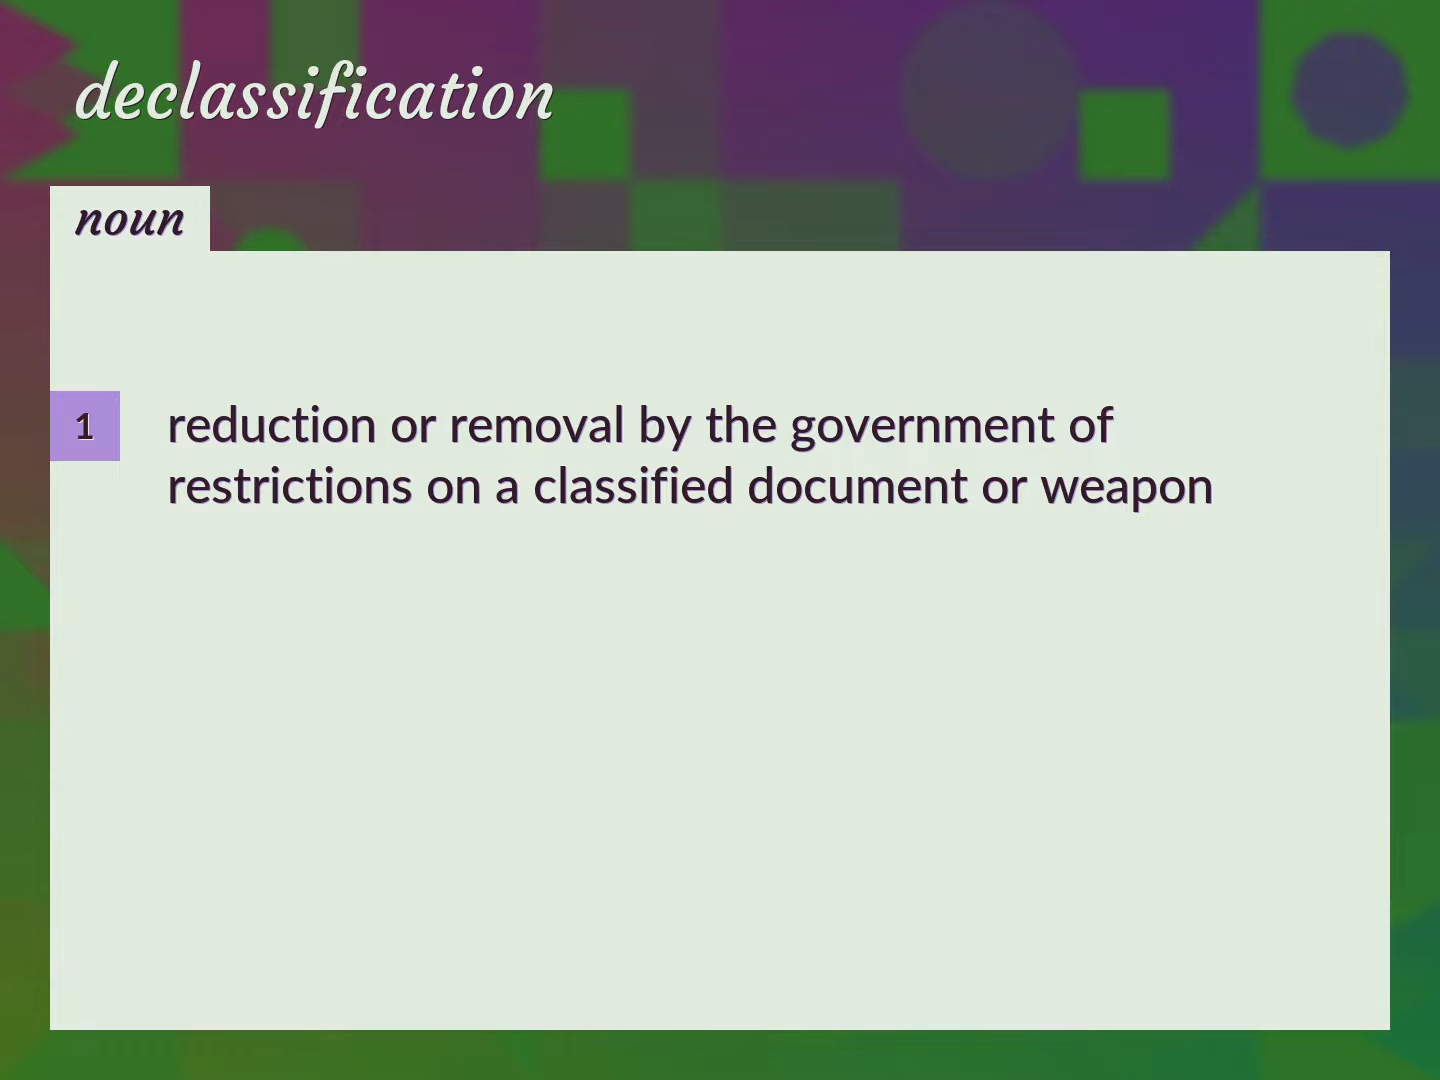 declassification
noun
1
reduction or removal by the government of
restrictions on a classified document or weapon